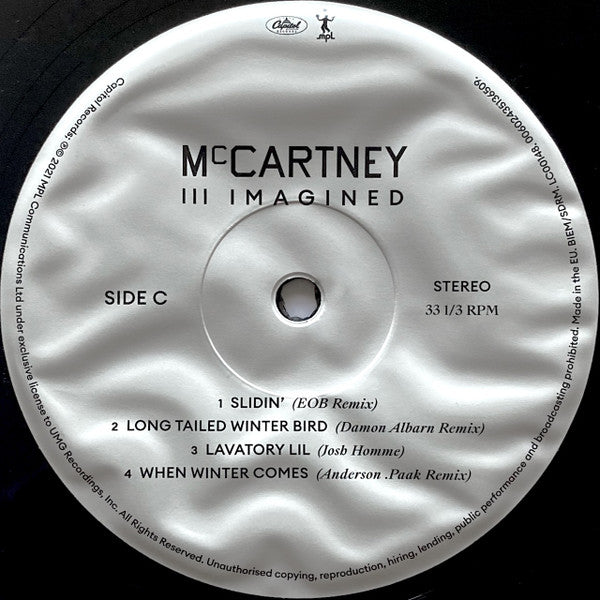 Capitol
mpl
McCARTNEY
III IMAGINED
SIDE C
STEREO
33 1/3 RPM
1 SLIDIN' (EOB Remix)
2 LONG TAILED WINTER BIRD (Damon Albarn Remix)
3 LAVATORY LIL (Josh Homme)
4 WHEN WINTER COMES (Anderson .Paak Remix)
Capitol Records; ℗© 2021 MPL Communications Ltd under exclusive license to UMG Recordings, Inc. All Rights Reserved. Unauthorised copying, reproduction, hiring, lending, public performance and broadcasting prohibited. Made in the EU. BIEM/SDRM. LC00148. 00602435136509.